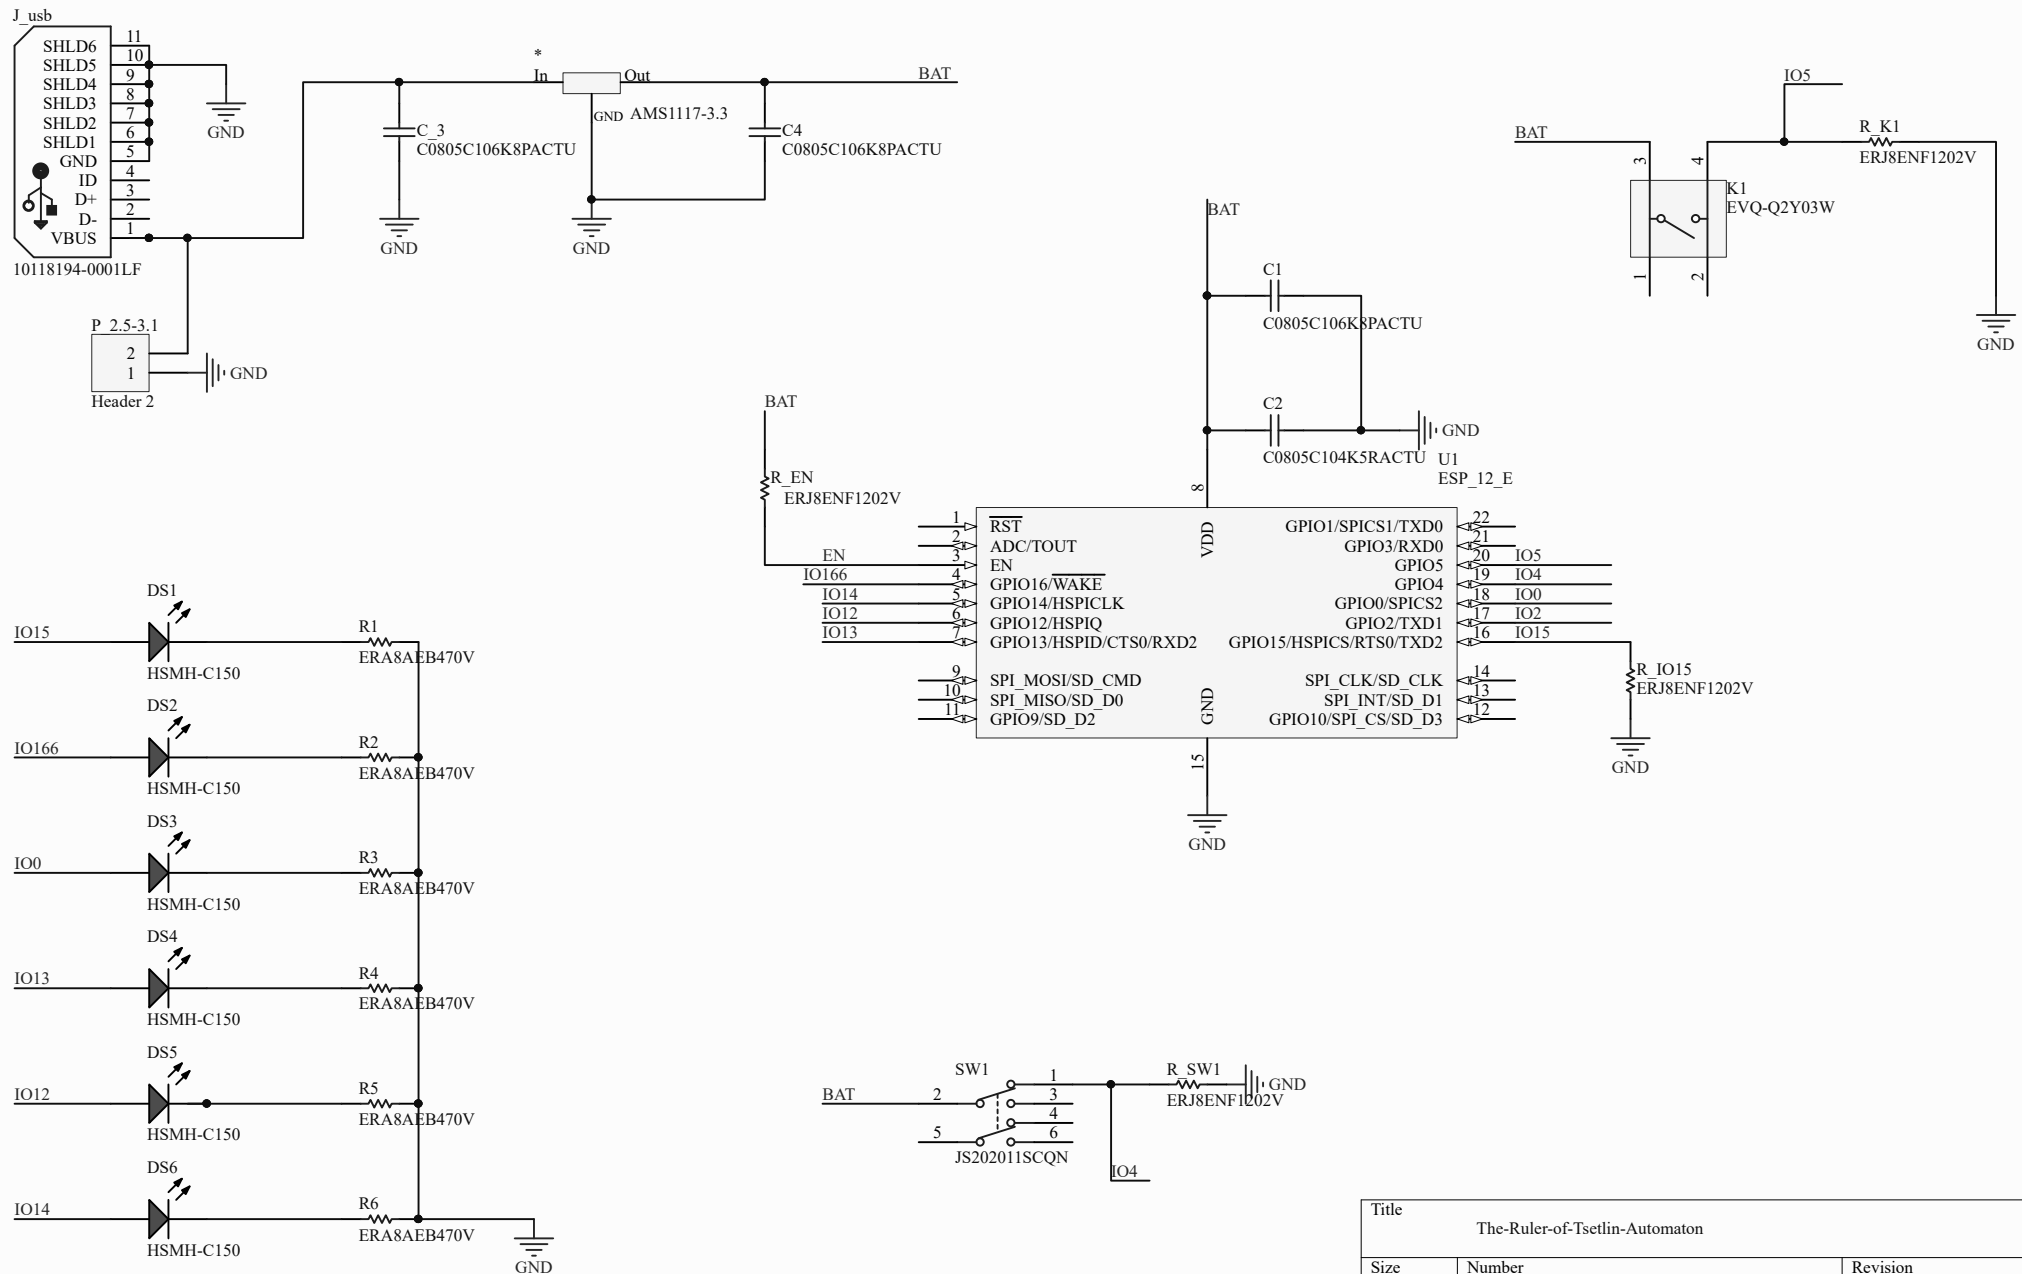 J_usb
SHLD6 11
SHLD5 10
SHLD4 9
SHLD3 8
SHLD2 7
SHLD1 6
GND 5
ID 4
D+ 3
D- 2
VBUS 1
10118194-0001LF
GND
P_2.5-3.1
2
1
GND
Header 2
*
In
Out
GND
AMS1117-3.3
BAT
C_3
C0805C106K8PACTU
GND
C4
C0805C106K8PACTU
GND
IO5
BAT
R_K1
ERJ8ENF1202V
3
4
K1
EVQ-Q2Y03W
1
2
GND
BAT
C1
C0805C106K8PACTU
C2
C0805C104K5RACTU
GND
U1
ESP_12_E
BAT
R_EN
ERJ8ENF1202V
8
VDD
1 RST
2 ADC/TOUT
EN 3 EN
IO166 4 GPIO16/WAKE
IO14 5 GPIO14/HSPICLK
IO12 6 GPIO12/HSPIQ
IO13 7 GPIO13/HSPID/CTS0/RXD2
9 SPI_MOSI/SD_CMD
10 SPI_MISO/SD_D0
11 GPIO9/SD_D2
GPIO1/SPICS1/TXD0 22
GPIO3/RXD0 21
GPIO5 20 IO5
GPIO4 19 IO4
GPIO0/SPICS2 18 IO0
GPIO2/TXD1 17 IO2
GPIO15/HSPICS/RTS0/TXD2 16 IO15
SPI_CLK/SD_CLK 14
SPI_INT/SD_D1 13
GPIO10/SPI_CS/SD_D3 12
GND
15
GND
R_IO15
ERJ8ENF1202V
GND
DS1
IO15
HSMH-C150
R1
ERA8AEB470V
DS2
IO166
HSMH-C150
R2
ERA8AEB470V
DS3
IO0
HSMH-C150
R3
ERA8AEB470V
DS4
IO13
HSMH-C150
R4
ERA8AEB470V
DS5
IO12
HSMH-C150
R5
ERA8AEB470V
DS6
IO14
HSMH-C150
R6
ERA8AEB470V
GND
SW1
BAT
2
5
1
3
4
6
JS202011SCQN
R_SW1
ERJ8ENF1202V
GND
IO4
Title
The-Ruler-of-Tsetlin-Automaton
Size
Number
Revision